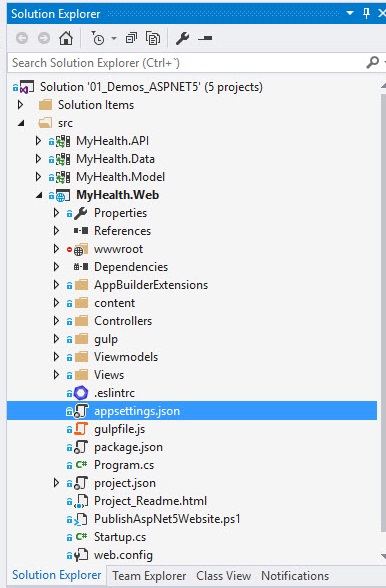 Solution Explorer
Search Solution Explorer (Ctrl+`)
Solution '01_Demos_ASPNET5' (5 projects)
Solution Items
src
MyHealth.API
MyHealth.Data
MyHealth.Model
MyHealth.Web
Properties
References
wwwroot
Dependencies
AppBuilderExtensions
content
Controllers
gulp
Viewmodels
Views
.eslintrc
appsettings.json
gulpfile.js
package.json
C# Program.cs
project.json
Project_Readme.html
PublishAspNet5Website.ps1
C# Startup.cs
web.config
Solution Explorer Team Explorer Class View Notifications